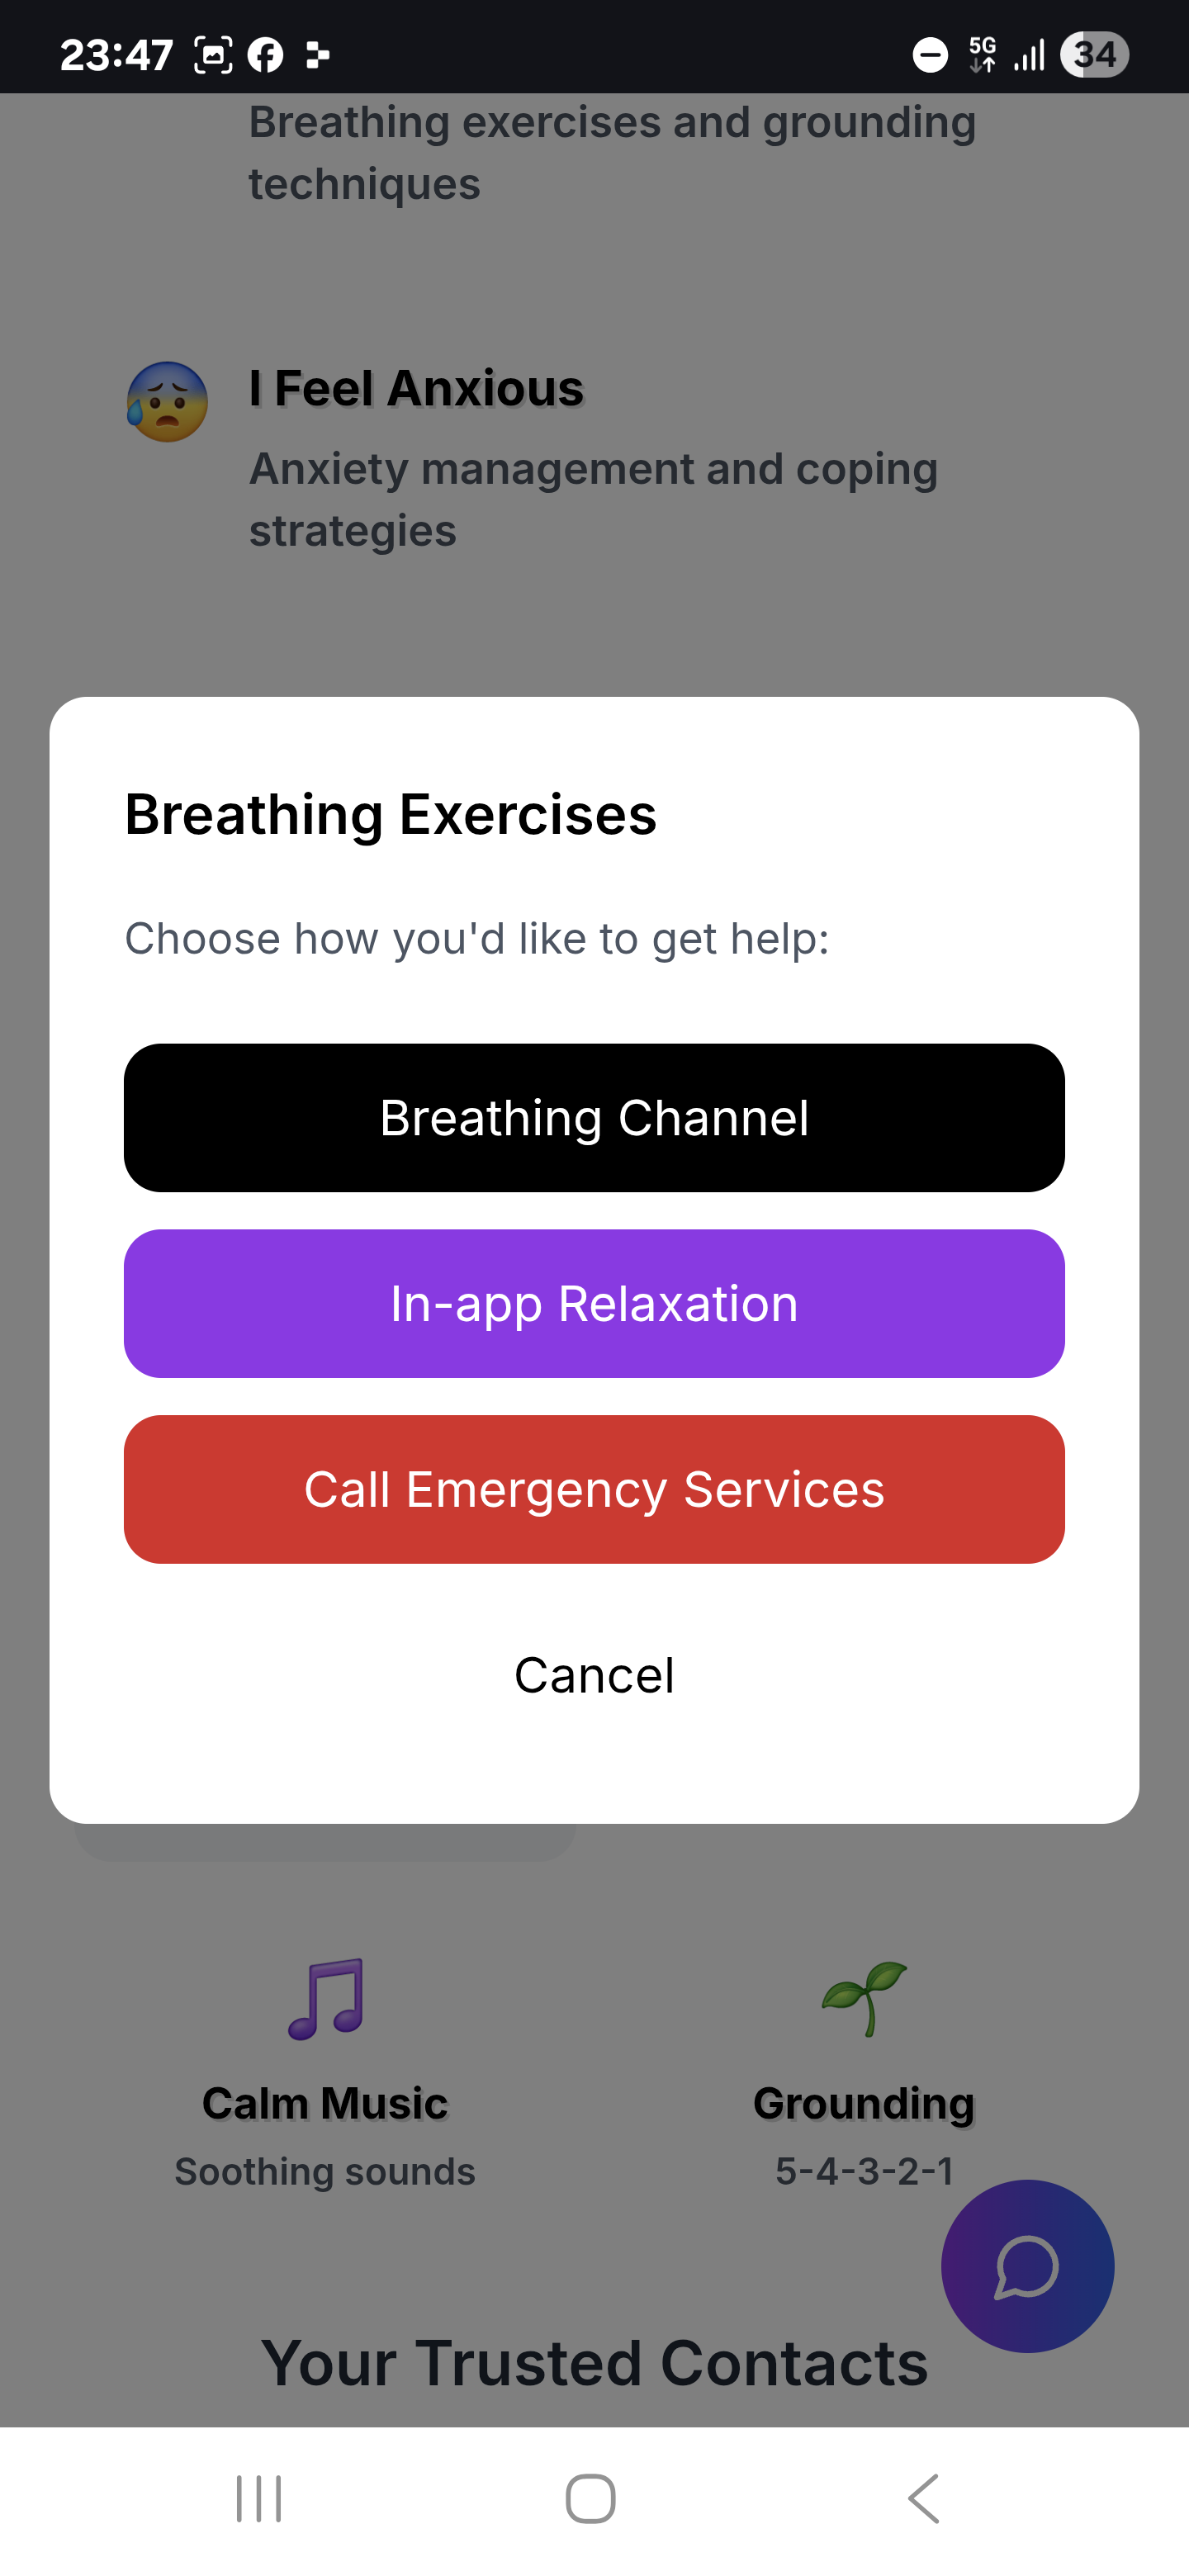 23:47
5G
34
Breathing exercises and grounding
techniques
I Feel Anxious
Anxiety management and coping
strategies
Breathing Exercises
Choose how you'd like to get help:
Breathing Channel
In-app Relaxation
Call Emergency Services
Cancel
Calm Music
Grounding
Soothing sounds
5-4-3-2-1
Your Trusted Contacts